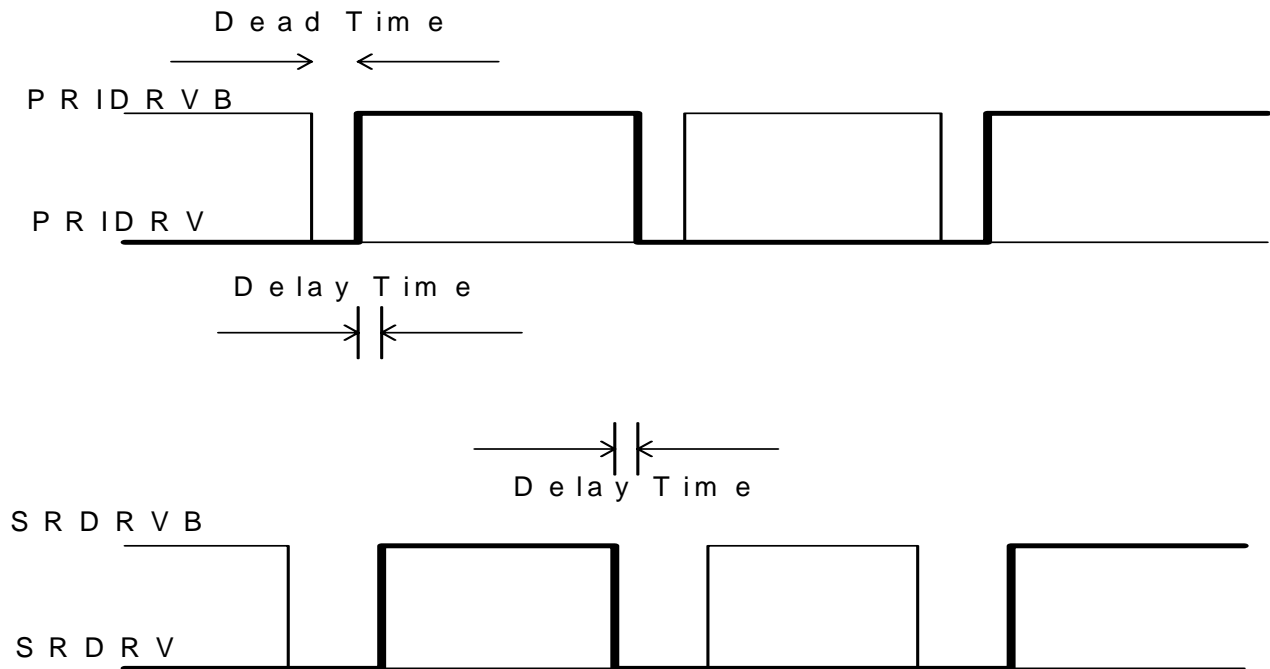 Dead Time
PRIDRVB
PRIDRV
Delay Time
Delay Time
SRDRVB
SRDRV